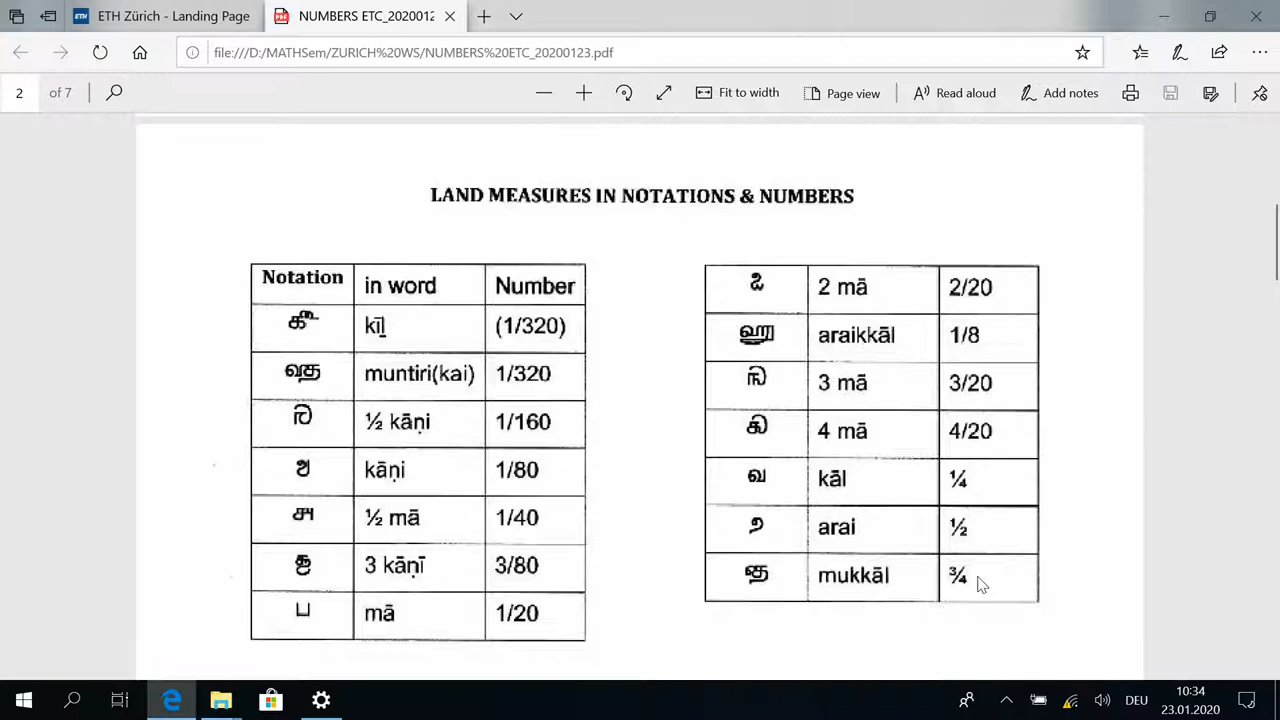 ETH Zürich - Landing Page
NUMBERS ETC_2020012
file:///D:/MATHSem/ZURICH%20WS/NUMBERS%20ETC_20200123.pdf
2 of 7
Fit to width
Page view
Read aloud
Add notes
LAND MEASURES IN NOTATIONS & NUMBERS
Notation in word Number
kīḻ (1/320)
muntiri(kai) 1/320
½ kāṇi 1/160
kāṇi 1/80
½ mā 1/40
3 kāṇī 3/80
mā 1/20
2 mā 2/20
araikkāl 1/8
3 mā 3/20
4 mā 4/20
வ kāl ¼
arai ½
mukkāl ¾
DEU
10:34
23.01.2020